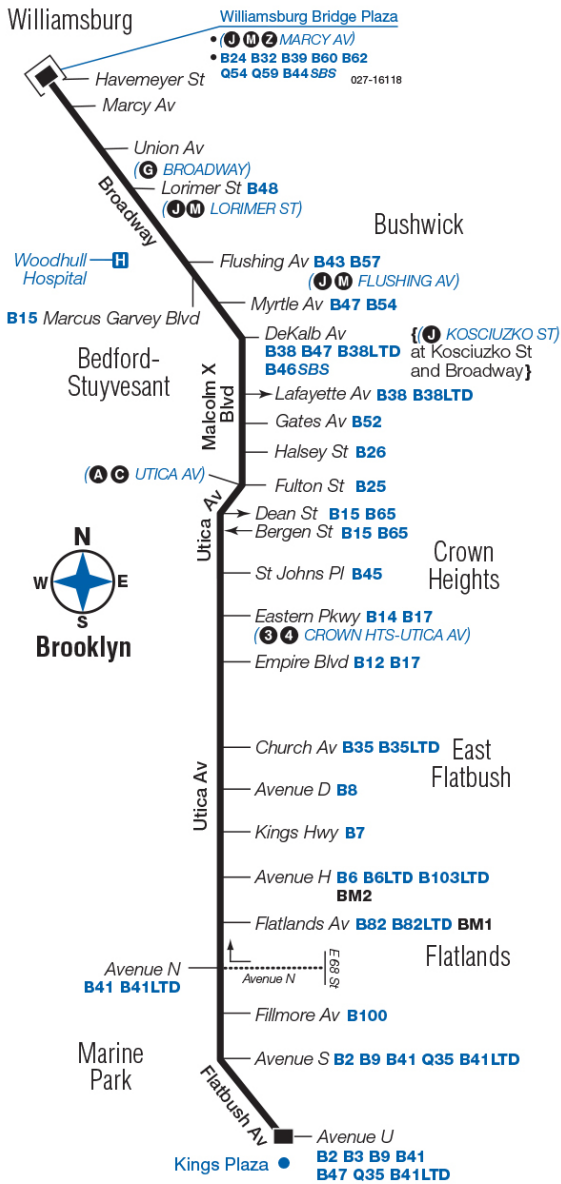 Williamsburg
Williamsburg Bridge Plaza
• (J M Z MARCY AV)
• B24 B32 B39 B60 B62
Q54 Q59 B44SBS
027-16118
Havemeyer St
Marcy Av
Union Av
(G BROADWAY)
Lorimer St B48
(J M LORIMER ST)
Broadway
Bushwick
Woodhull
Hospital
H
Flushing Av B43 B57
(J M FLUSHING AV)
Myrtle Av B47 B54
B15 Marcus Garvey Blvd
DeKalb Av
B38 B47 B38LTD
B46SBS
{(J KOSCIUZKO ST)
at Kosciuzko St
and Broadway}
Bedford-
Stuyvesant
Malcolm X
Blvd
Lafayette Av B38 B38LTD
Gates Av B52
Halsey St B26
(A C UTICA AV)
Fulton St B25
Utica Av
Dean St B15 B65
Bergen St B15 B65
Crown
Heights
St Johns Pl B45
N
W E
S
Brooklyn
Eastern Pkwy B14 B17
(3 4 CROWN HTS-UTICA AV)
Empire Blvd B12 B17
Church Av B35 B35LTD
East
Flatbush
Utica Av
Avenue D B8
Kings Hwy B7
Avenue H B6 B6LTD B103LTD
BM2
Flatlands Av B82 B82LTD BM1
Flatlands
Avenue N
B41 B41LTD
Avenue N
E 68 St
Fillmore Av B100
Marine
Park
Avenue S B2 B9 B41 Q35 B41LTD
Flatbush Av
Avenue U
B2 B3 B9 B41
B47 Q35 B41LTD
Kings Plaza •